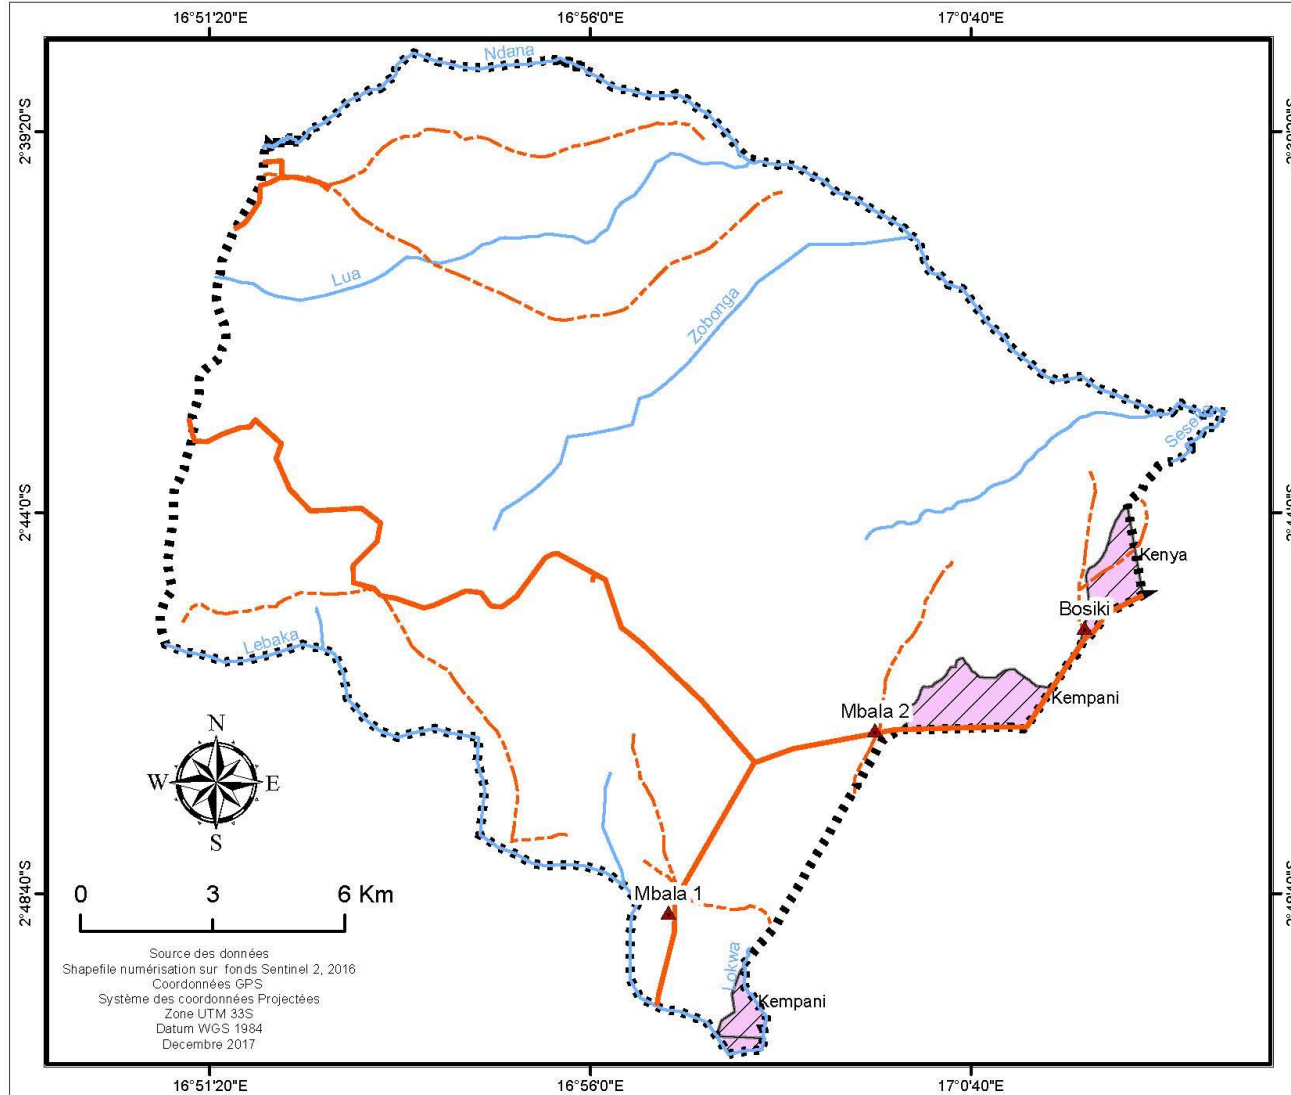 16°51'20"E
16°56'0"E
17°0'40"E
Ndana
2°39'20"S
Lua
Zobonga
2°44'0"S
Kenya
Bosiki
Lebaka
Kempani
Mbala 2
N
W
E
S
2°48'40"S
0
3
6 Km
Mbala 1
Lokwa
Kempani
Source des données
Shapefile numérisation sur fonds Sentinel 2, 2016
Coordonnées GPS
Système des coordonnées Projectées
Zone UTM 33S
Datum WGS 1984
Decembre 2017
16°51'20"E
16°56'0"E
17°0'40"E